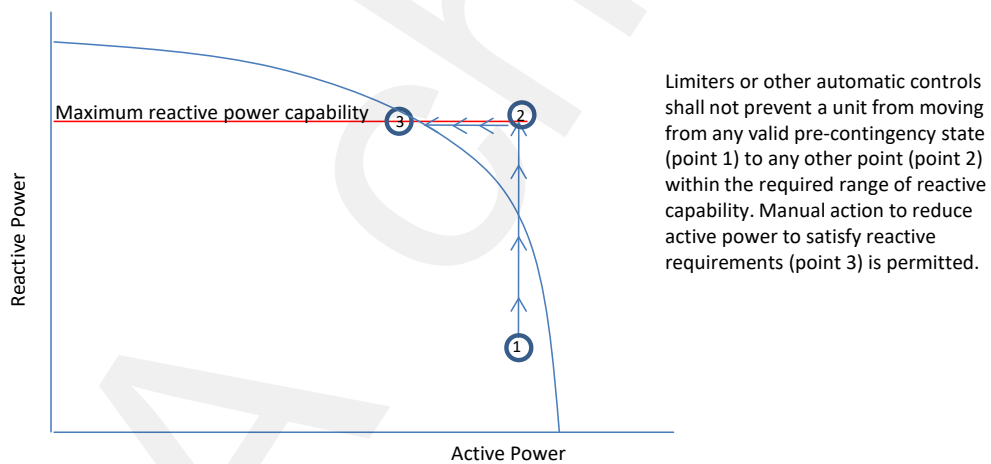 Maximum reactive power capability
3
2
1
Reactive Power
Active Power
Limiters or other automatic controls
shall not prevent a unit from moving
from any valid pre-contingency state
(point 1) to any other point (point 2)
within the required range of reactive
capability. Manual action to reduce
active power to satisfy reactive
requirements (point 3) is permitted.